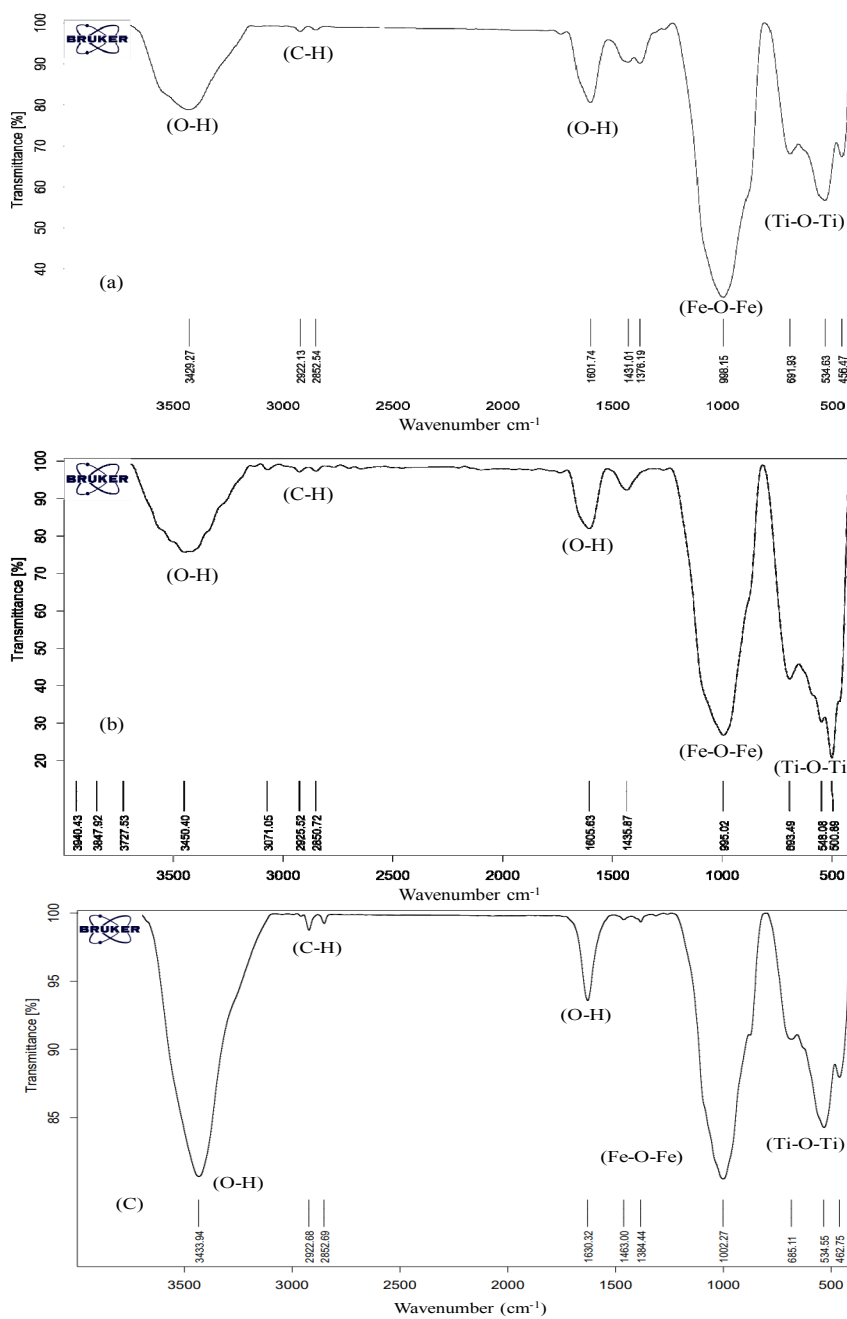 100
90
80
70
60
50
40
Transmittance [%]
BRUKER
(O-H)
(C-H)
(O-H)
(Fe-O-Fe)
(Ti-O-Ti)
(a)
3429.27
2922.13
2852.54
1601.74
1431.01
1376.19
998.15
691.93
534.63
456.47
3500 3000 2500 2000 1500 1000 500
Wavenumber cm⁻¹
100
90
80
70
60
50
40
30
20
Transmittance [%]
BRUKER
(O-H)
(C-H)
(O-H)
(Fe-O-Fe)
(Ti-O-Ti
(b)
3940.43
3847.92
3727.53
3450.40
3071.05
2925.52
2850.72
1605.63
1435.87
995.02
693.49
548.08
500.89
3500 3000 2500 2000 1500 1000 500
Wavenumber cm⁻¹
100
95
90
85
Transmittance [%]
BRUKER
(O-H)
(C-H)
(O-H)
(Fe-O-Fe)
(Ti-O-Ti)
(C)
3433.94
2922.68
2852.69
1630.32
1463.00
1384.44
1002.27
685.11
534.55
462.75
3500 3000 2500 2000 1500 1000 500
Wavenumber (cm⁻¹)